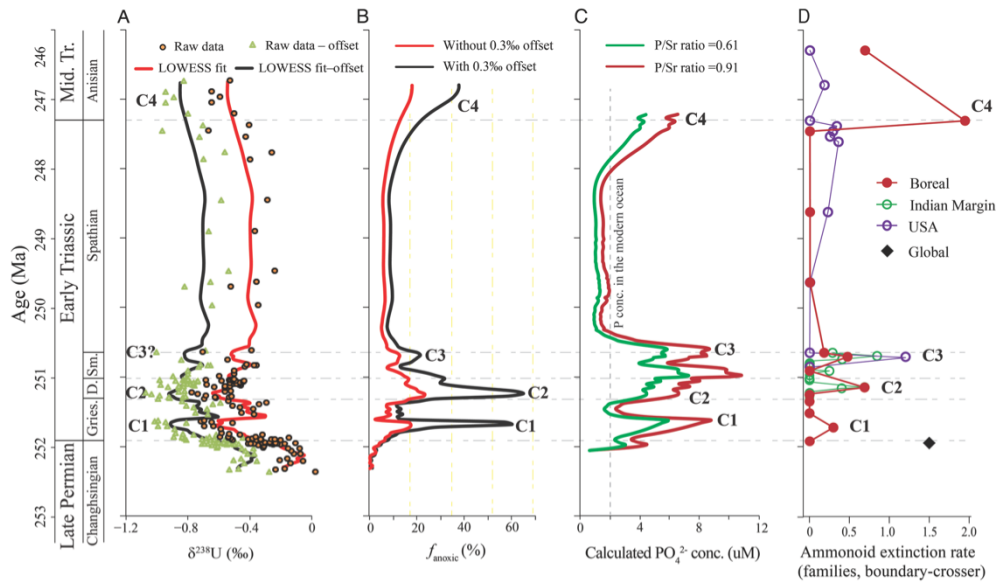 A
B
C
D
Raw data
Raw data – offset
LOWESS fit
LOWESS fit–offset
Without 0.3‰ offset
With 0.3‰ offset
P/Sr ratio =0.61
P/Sr ratio =0.91
Age (Ma)
246
247
248
249
250
251
252
253
Mid. Tr.
Early Triassic
Late Permian
Anisian
Spathian
Sm.
D.
Gries.
Changhsingian
C4
C3?
C2
C1
−1.2
−0.8
−0.4
0
δ²³⁸U (‰)
C4
C3
C2
C1
0
20
40
60
fanoxic (%)
C4
C3
C2
C1
P conc. in the modern ocean
0
4
8
12
Calculated PO₄²⁻ conc. (uM)
C4
Boreal
Indian Margin
USA
Global
C3
C2
C1
0
0.5
1.0
1.5
2.0
Ammonoid extinction rate
(families, boundary-crosser)